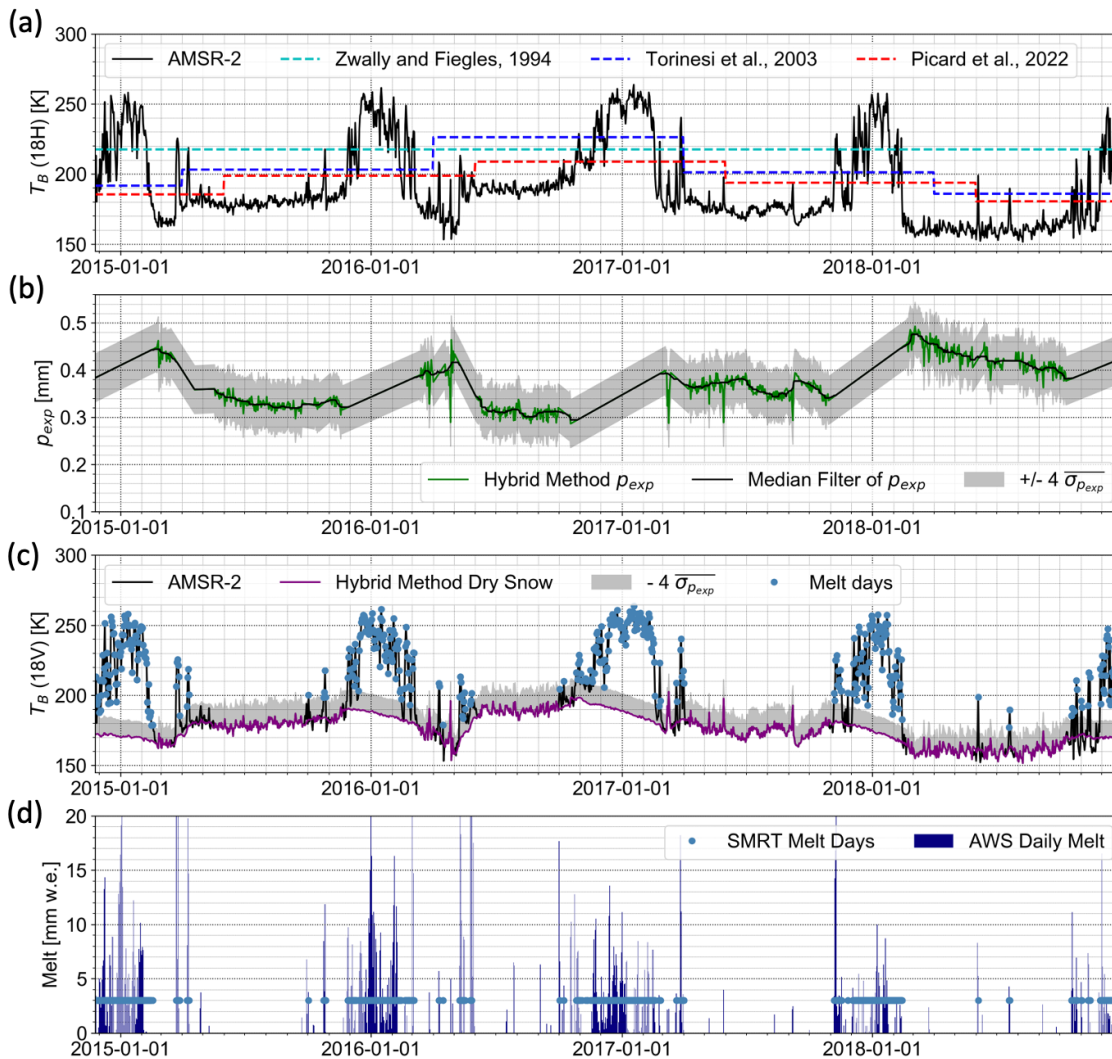 (a)
300
AMSR-2 Zwally and Fiegles, 1994 Torinesi et al., 2003 Picard et al., 2022
250
200
150
T_B (18H) [K]
2015-01-01 2016-01-01 2017-01-01 2018-01-01
(b)
0.5
0.4
0.3
0.2
0.1
p_exp [mm]
Hybrid Method p_exp Median Filter of p_exp +/- 4 σ_p_exp
2015-01-01 2016-01-01 2017-01-01 2018-01-01
(c)
300
AMSR-2 Hybrid Method Dry Snow - 4 σ_p_exp Melt days
250
200
150
T_B (18V) [K]
2015-01-01 2016-01-01 2017-01-01 2018-01-01
(d)
20
SMRT Melt Days AWS Daily Melt
15
10
5
0
Melt [mm w.e.]
2015-01-01 2016-01-01 2017-01-01 2018-01-01